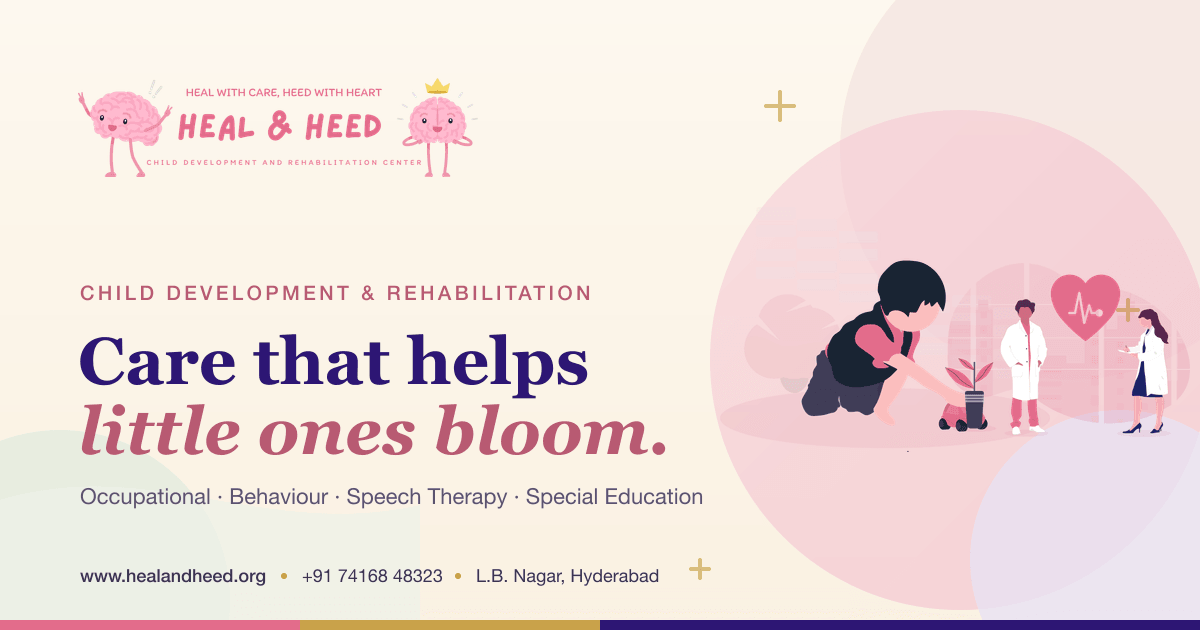 HEAL WITH CARE, HEED WITH HEART
HEAL & HEED
CHILD DEVELOPMENT AND REHABILITATION CENTER
CHILD DEVELOPMENT & REHABILITATION
Care that helps
little ones bloom.
Occupational · Behaviour · Speech Therapy · Special Education
www.healandheed.org • +91 74168 48323 • L.B. Nagar, Hyderabad